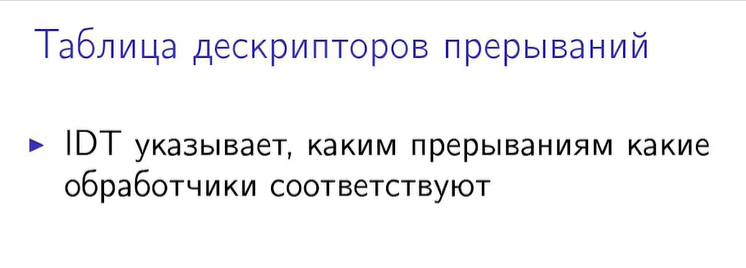 Таблица дескрипторов прерываний
IDT указывает, каким прерываниям какие
обработчики соответствуют